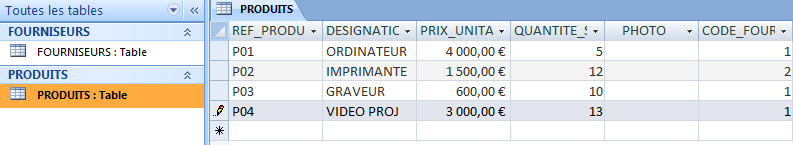 Toutes les tables
FOURNISEURS
FOURNISEURS : Table
PRODUITS
PRODUITS : Table
PRODUITS
REF_PRODU DESIGNATIC PRIX_UNITA QUANTITE_S PHOTO CODE_FOUR
P01 ORDINATEUR 4 000,00 € 5 1
P02 IMPRIMANTE 1 500,00 € 12 2
P03 GRAVEUR 600,00 € 10 1
P04 VIDEO PROJ 3 000,00 € 13 1